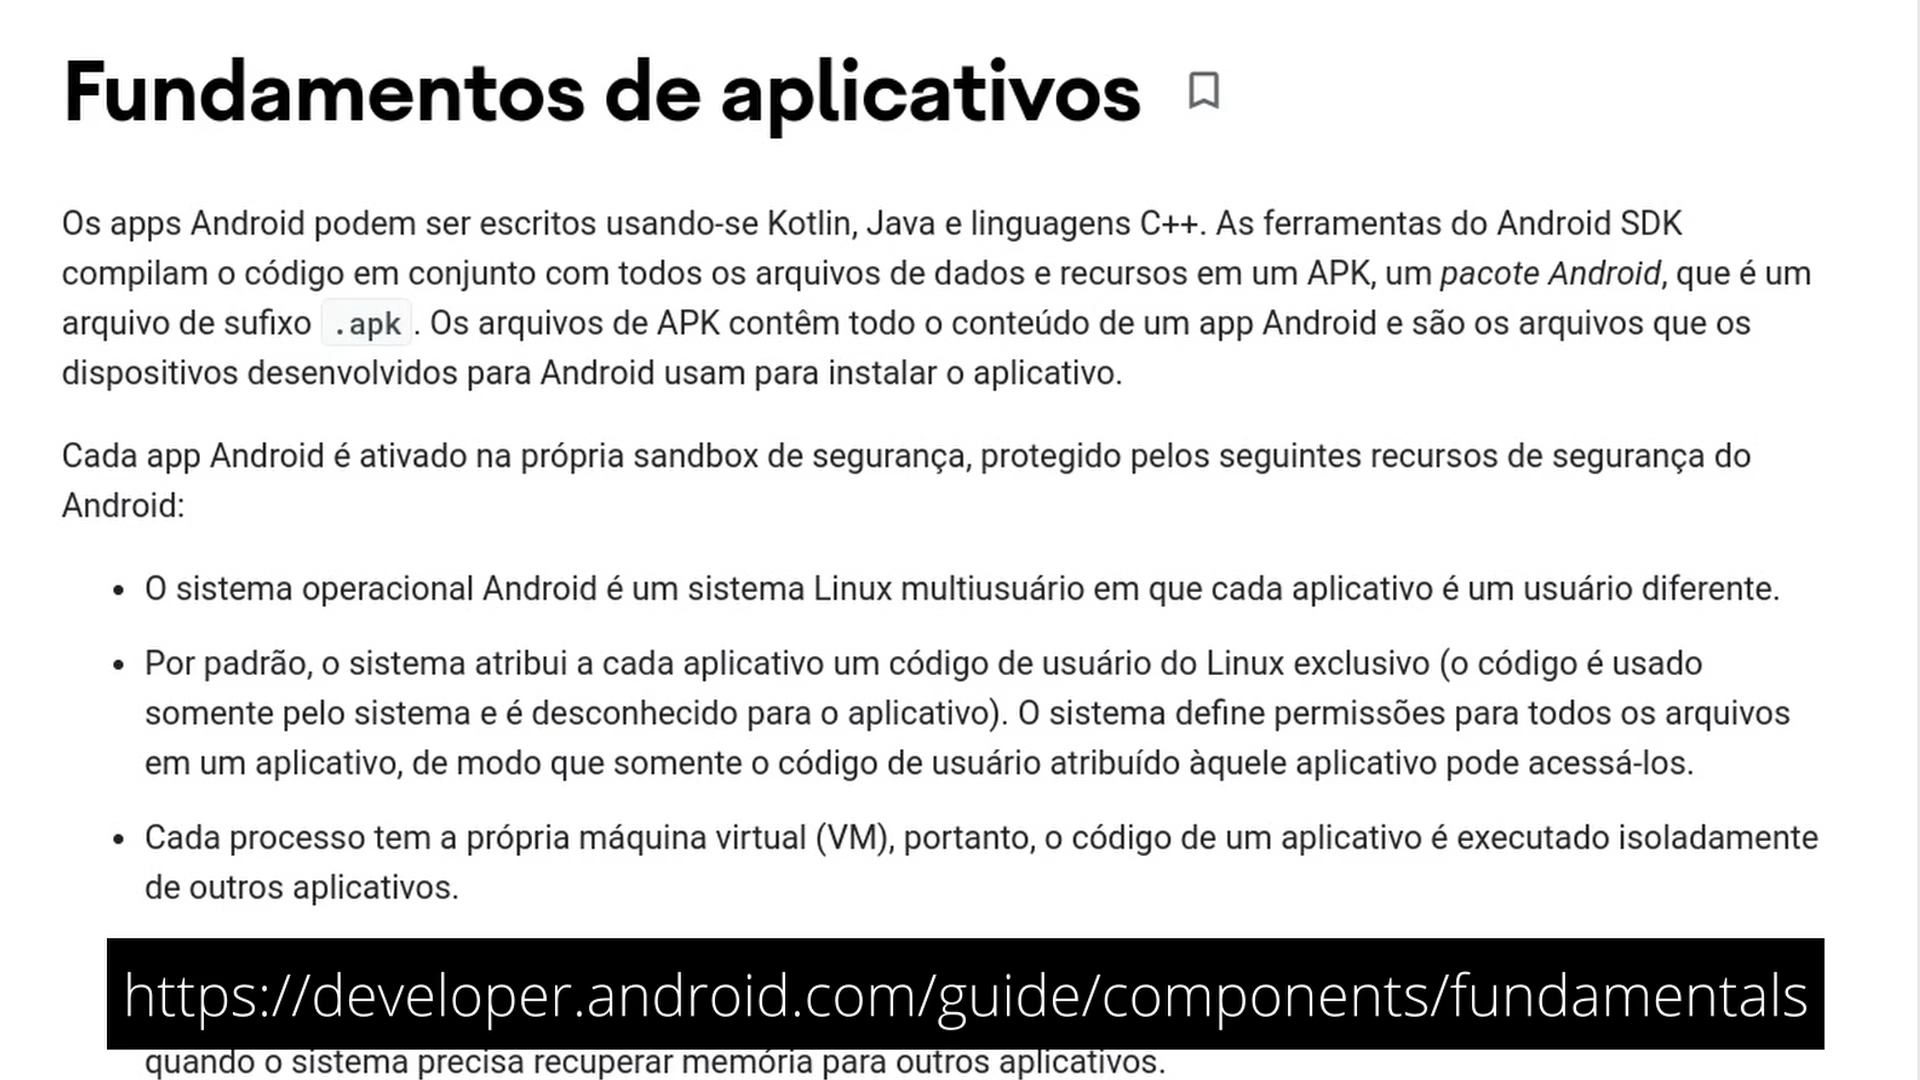 Fundamentos de aplicativos
Os apps Android podem ser escritos usando-se Kotlin, Java e linguagens C++. As ferramentas do Android SDK
compilam o código em conjunto com todos os arquivos de dados e recursos em um APK, um pacote Android, que é um
arquivo de sufixo .apk. Os arquivos de APK contêm todo o conteúdo de um app Android e são os arquivos que os
dispositivos desenvolvidos para Android usam para instalar o aplicativo.
Cada app Android é ativado na própria sandbox de segurança, protegido pelos seguintes recursos de segurança do
Android:
• O sistema operacional Android é um sistema Linux multiusuário em que cada aplicativo é um usuário diferente.
• Por padrão, o sistema atribui a cada aplicativo um código de usuário do Linux exclusivo (o código é usado
somente pelo sistema e é desconhecido para o aplicativo). O sistema define permissões para todos os arquivos
em um aplicativo, de modo que somente o código de usuário atribuído àquele aplicativo pode acessá-los.
• Cada processo tem a própria máquina virtual (VM), portanto, o código de um aplicativo é executado isoladamente
de outros aplicativos.
https://developer.android.com/guide/components/fundamentals
quando o sistema precisa recuperar memória para outros aplicativos.